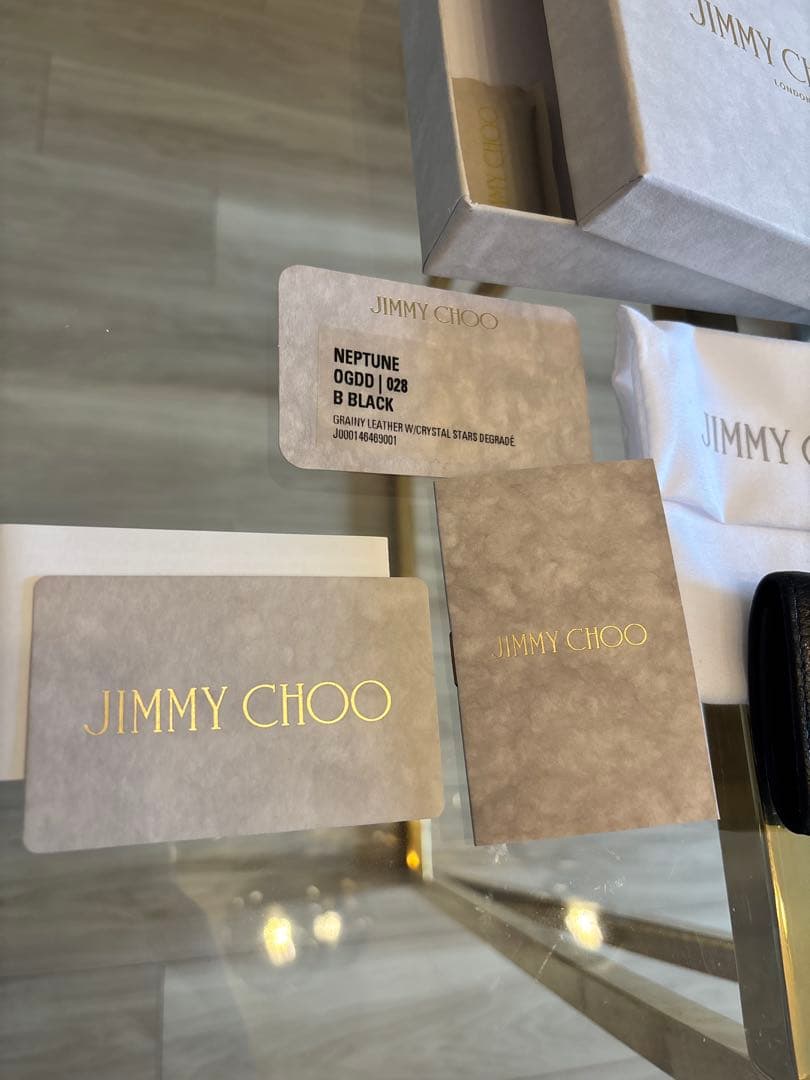 JIMMY CHOO
LONDON
JIMMY CHOO
JIMMY CHOO
NEPTUNE
OGDD | 028
B BLACK
GRAINY LEATHER W/CRYSTAL STARS DEGRADÉ
J000146469001
JIMMY
JIMMY CHOO
JIMMY CHOO